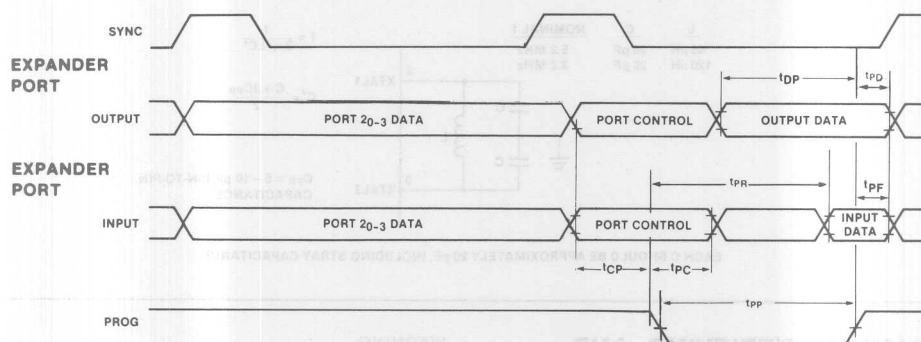 SYNC
EXPANDER
PORT
OUTPUT
PORT 20-3 DATA
PORT CONTROL
OUTPUT DATA
tDP
tPD
EXPANDER
PORT
INPUT
PORT 20-3 DATA
PORT CONTROL
INPUT
DATA
tPR
tPF
tCP
tPC
PROG
tPP